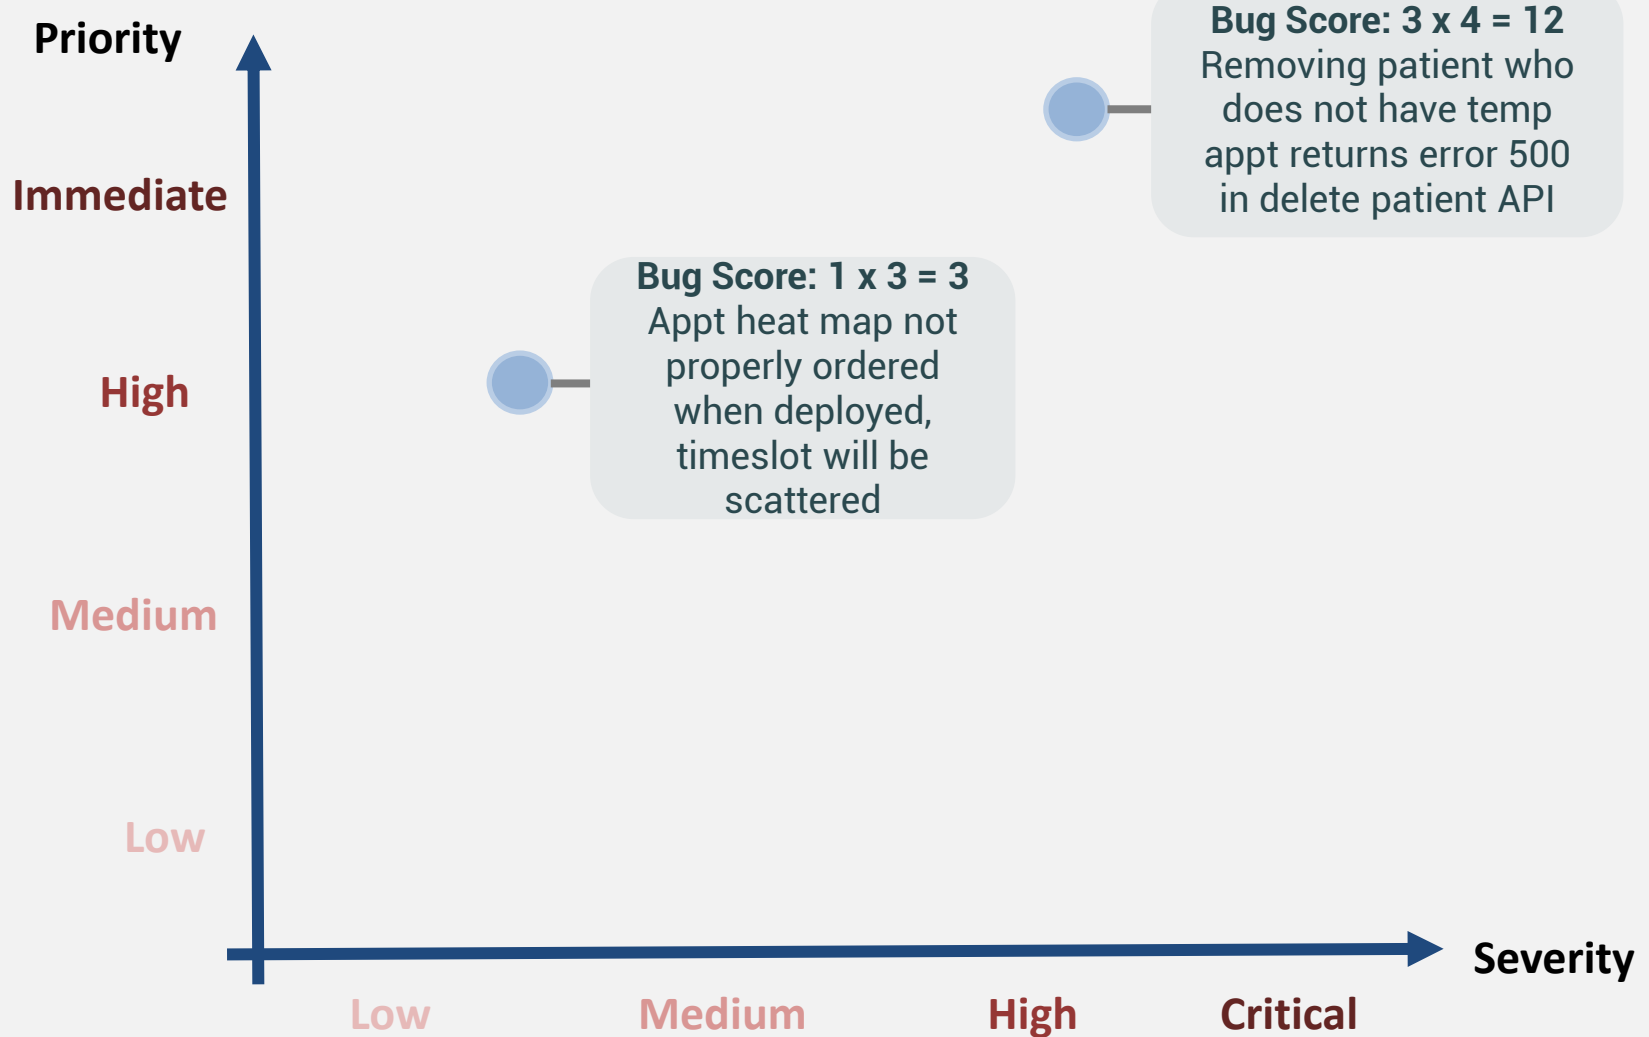 Priority
Bug Score: 3 x 4 = 12
Removing patient who
does not have temp
appt returns error 500
in delete patient API
Immediate
Bug Score: 1 x 3 = 3
Appt heat map not
properly ordered
when deployed,
timeslot will be
scattered
High
Medium
Low
Severity
Low
Medium
High
Critical